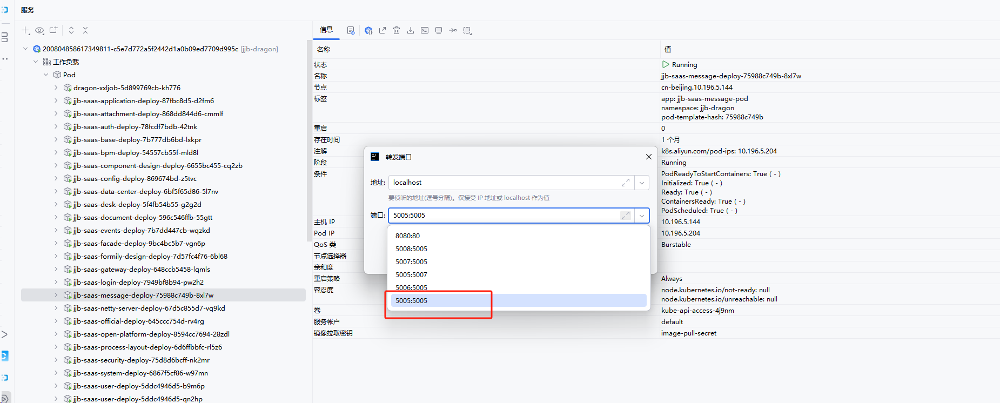 服务
200804858617349811-c5e7d772a5f2442d1a0b09ed7709d995c [jjb-dragon]
工作负载
Pod
dragon-xxljob-5d899769cb-kh776
jjb-saas-application-deploy-87fbc8d5-d2fm6
jjb-saas-attachment-deploy-868dd844d6-cmmlf
jjb-saas-auth-deploy-78fcdf7bdb-42tnk
jjb-saas-base-deploy-7b777db6bd-lxkpr
jjb-saas-bpm-deploy-54557cb55f-mld8l
jjb-saas-component-design-deploy-6655bc455-cq2zb
jjb-saas-config-deploy-869674bd-z5tvc
jjb-saas-data-center-deploy-6bf5f65d86-5l7nv
jjb-saas-desk-deploy-5f4fb54b55-g2g2d
jjb-saas-document-deploy-596c546ffb-55gtt
jjb-saas-events-deploy-7b7dd447cb-wqzkd
jjb-saas-facade-deploy-9bc4bc5b7-vgn6p
jjb-saas-formily-design-deploy-7d57fc4f76-6bl68
jjb-saas-gateway-deploy-648ccb5458-lqmls
jjb-saas-login-deploy-7949bf8b94-pw2h2
jjb-saas-message-deploy-75988c749b-8xl7w
jjb-saas-netty-server-deploy-67d5c855d7-vq9kd
jjb-saas-official-deploy-645ccc754d-rv4rg
jjb-saas-open-platform-deploy-8594cc7694-28zdl
jjb-saas-process-layout-deploy-6d6ffbbfc-rl5z6
jjb-saas-security-deploy-75d8d6bcff-nk2mr
jjb-saas-system-deploy-6867f5cf86-w97mn
jjb-saas-user-deploy-5ddc4946d5-b9m6p
jjb-saas-user-deploy-5ddc4946d5-qn2hp
信息
名称 值
状态 Running
名称 jjb-saas-message-deploy-75988c749b-8xl7w
节点 cn-beijing.10.196.5.144
标签 app: jjb-saas-message-pod
namespace: jjb-dragon
pod-template-hash: 75988c749b
重启 0
存在时间 1 个月
注解 k8s.aliyun.com/pod-ips: 10.196.5.204
阶段 Running
条件 PodReadyToStartContainers: True ( - )
Initialized: True ( - )
Ready: True ( - )
ContainersReady: True ( - )
PodScheduled: True ( - )
主机 IP 10.196.5.144
Pod IP 10.196.5.204
QoS 类 Burstable
节点选择器
亲和度
重启策略 Always
容忍度 node.kubernetes.io/not-ready: null
node.kubernetes.io/unreachable: null
卷 kube-api-access-4j9nm
服务帐户 default
镜像拉取密钥 image-pull-secret
转发端口
地址: localhost
要侦听的地址(逗号分隔)。仅接受 IP 地址或 localhost 作为值
端口: 5005:5005
8080:80
5008:5005
5007:5005
5005:5007
5006:5005
5005:5005